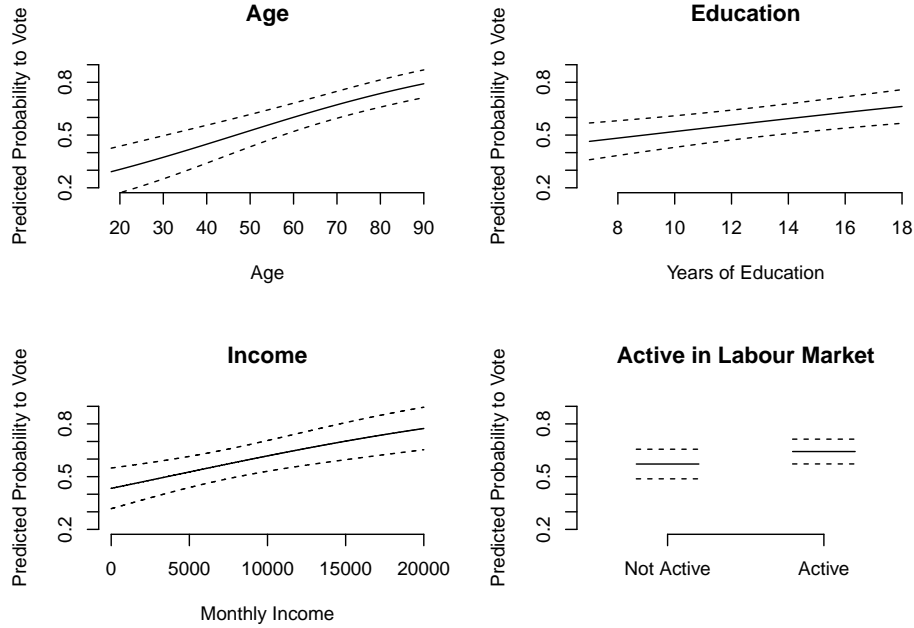 Age
Predicted Probability to Vote
0.2 0.5 0.8
20 30 40 50 60 70 80 90
Age
Education
Predicted Probability to Vote
0.2 0.5 0.8
8 10 12 14 16 18
Years of Education
Income
Predicted Probability to Vote
0.2 0.5 0.8
0 5000 10000 15000 20000
Monthly Income
Active in Labour Market
Predicted Probability to Vote
0.2 0.5 0.8
Not Active Active